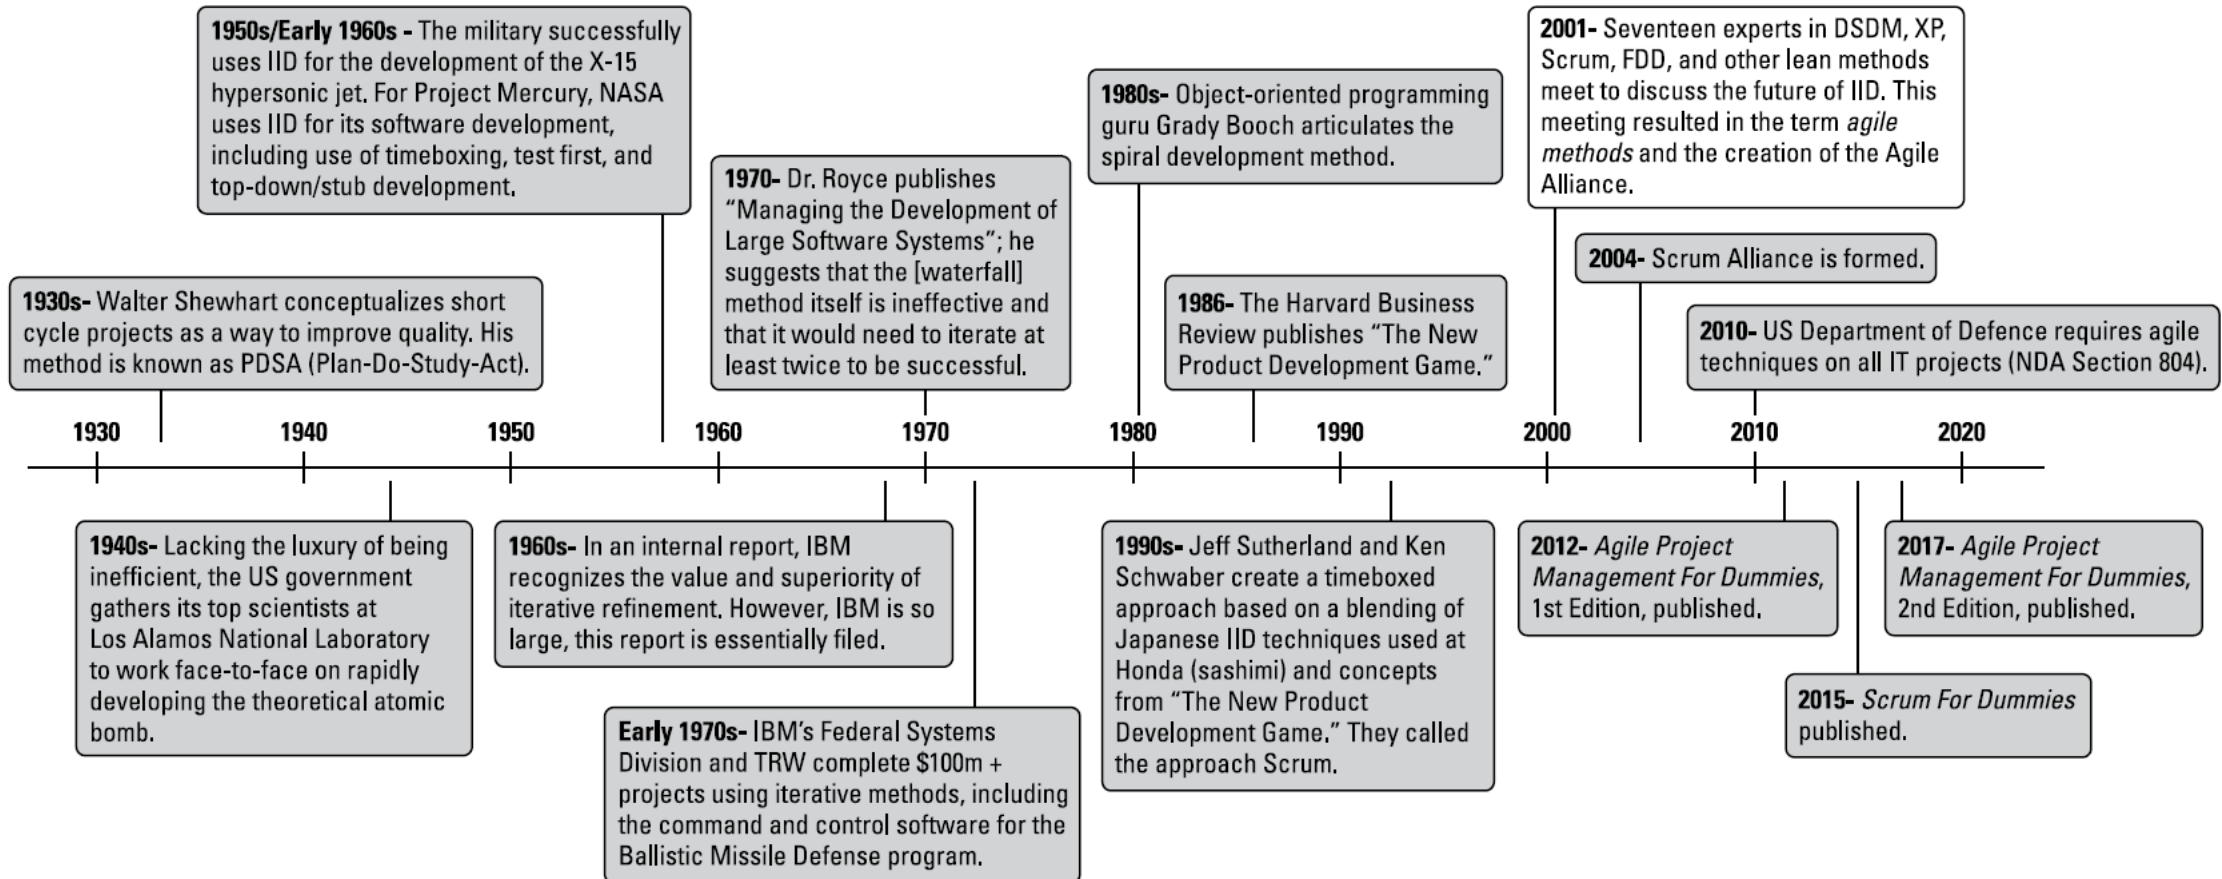 1950s/Early 1960s - The military successfully
uses IID for the development of the X-15
hypersonic jet. For Project Mercury, NASA
uses IID for its software development,
including use of timeboxing, test first, and
top-down/stub development.
2001- Seventeen experts in DSDM, XP,
Scrum, FDD, and other lean methods
meet to discuss the future of IID. This
meeting resulted in the term agile
methods and the creation of the Agile
Alliance.
1980s- Object-oriented programming
guru Grady Booch articulates the
spiral development method.
1970- Dr. Royce publishes
“Managing the Development of
Large Software Systems”; he
suggests that the [waterfall]
method itself is ineffective and
that it would need to iterate at
least twice to be successful.
2004- Scrum Alliance is formed.
1930s- Walter Shewhart conceptualizes short
cycle projects as a way to improve quality. His
method is known as PDSA (Plan-Do-Study-Act).
1986- The Harvard Business
Review publishes “The New
Product Development Game.”
2010- US Department of Defence requires agile
techniques on all IT projects (NDA Section 804).
1930 1940 1950 1960 1970 1980 1990 2000 2010 2020
1940s- Lacking the luxury of being
inefficient, the US government
gathers its top scientists at
Los Alamos National Laboratory
to work face-to-face on rapidly
developing the theoretical atomic
bomb.
1960s- In an internal report, IBM
recognizes the value and superiority of
iterative refinement. However, IBM is so
large, this report is essentially filed.
1990s- Jeff Sutherland and Ken
Schwaber create a timeboxed
approach based on a blending of
Japanese IID techniques used at
Honda (sashimi) and concepts
from “The New Product
Development Game.” They called
the approach Scrum.
2012- Agile Project
Management For Dummies,
1st Edition, published.
2017- Agile Project
Management For Dummies,
2nd Edition, published.
2015- Scrum For Dummies
published.
Early 1970s- IBM’s Federal Systems
Division and TRW complete $100m +
projects using iterative methods, including
the command and control software for the
Ballistic Missile Defense program.